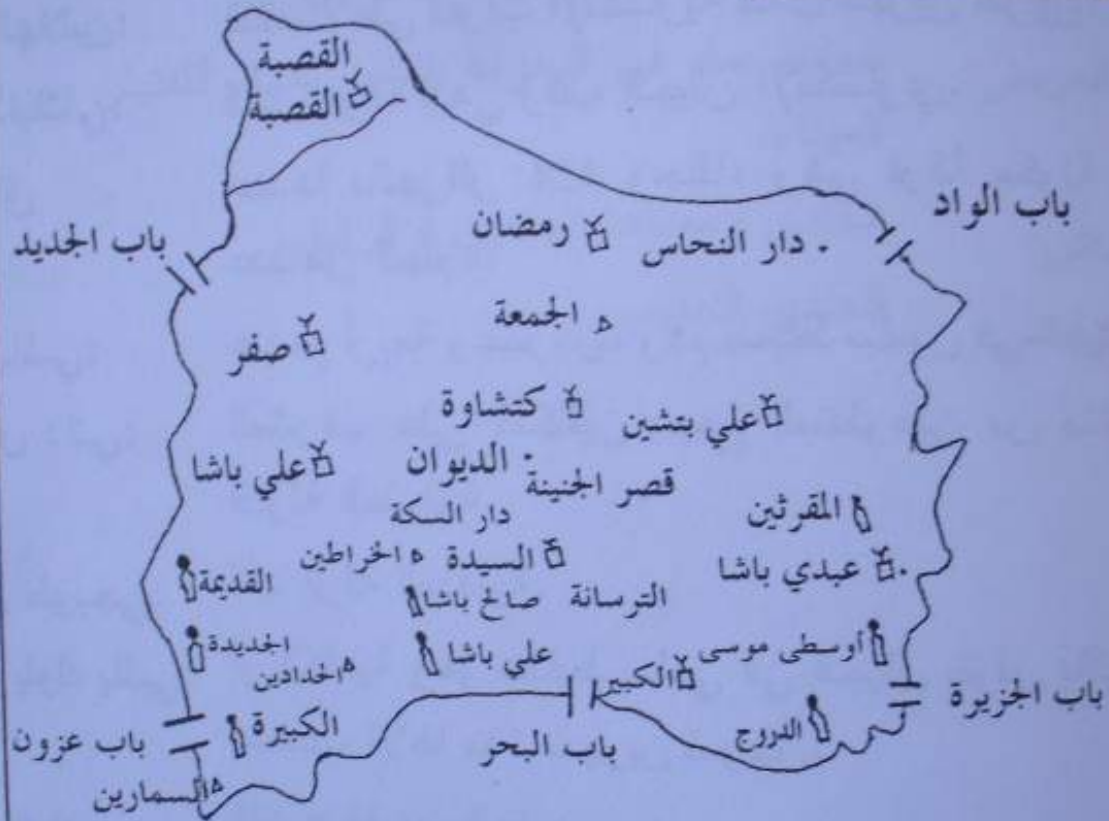 القصبة
القصبة
باب الواد
دار النحاس
رمضان
باب الجديد
الجمعة
صفر
علي بتشين
كتشاوة
الديوان
علي باشا
قصر الجنينة
المقرئين
دار السكة
عبدي باشا
السيدة
الخراطين
القديمة
الترسانة
صالح باشا
أوسطى موسى
علي باشا
الجديدة
الحدادين
الكبير
باب الجزيرة
الدروج
باب البحر
الكبيرة
باب عزون
السمارين